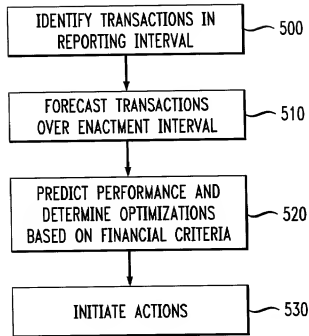 IDENTIFY TRANSACTIONS IN
REPORTING INTERVAL
500
FORECAST TRANSACTIONS
OVER ENACTMENT INTERVAL
510
PREDICT PERFORMANCE AND
DETERMINE OPTIMIZATIONS
BASED ON FINANCIAL CRITERIA
520
INITIATE ACTIONS
530